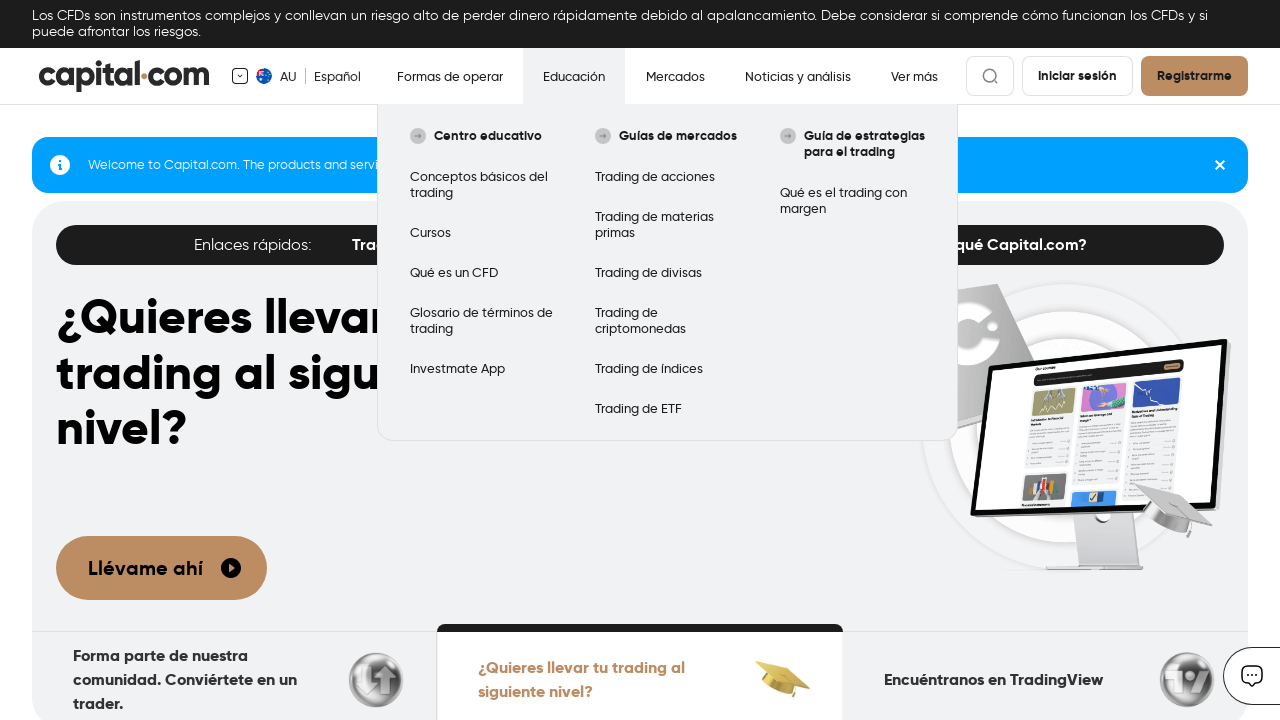 Los CFDs son instrumentos complejos y conllevan un riesgo alto de perder dinero rápidamente debido al apalancamiento. Debe considerar si comprende cómo funcionan los CFDs y si
puede afrontar los riesgos.
capital.com
AU
Español
Formas de operar
Educación
Mercados
Noticias y análisis
Ver más
Iniciar sesión
Registrarme
Centro educativo
Conceptos básicos del
trading
Cursos
Qué es un CFD
Glosario de términos de
trading
Investmate App
Guías de mercados
Trading de acciones
Trading de materias
primas
Trading de divisas
Trading de
criptomonedas
Trading de índices
Trading de ETF
Guía de estrategias
para el trading
Qué es el trading con
margen
Welcome to Capital.com. The products and servi
Enlaces rápidos:
Tra
qué Capital.com?
¿Quieres llevar
trading al sigu
nivel?
Llévame ahí
Forma parte de nuestra
comunidad. Conviértete en un
trader.
¿Quieres llevar tu trading al
siguiente nivel?
Encuéntranos en TradingView